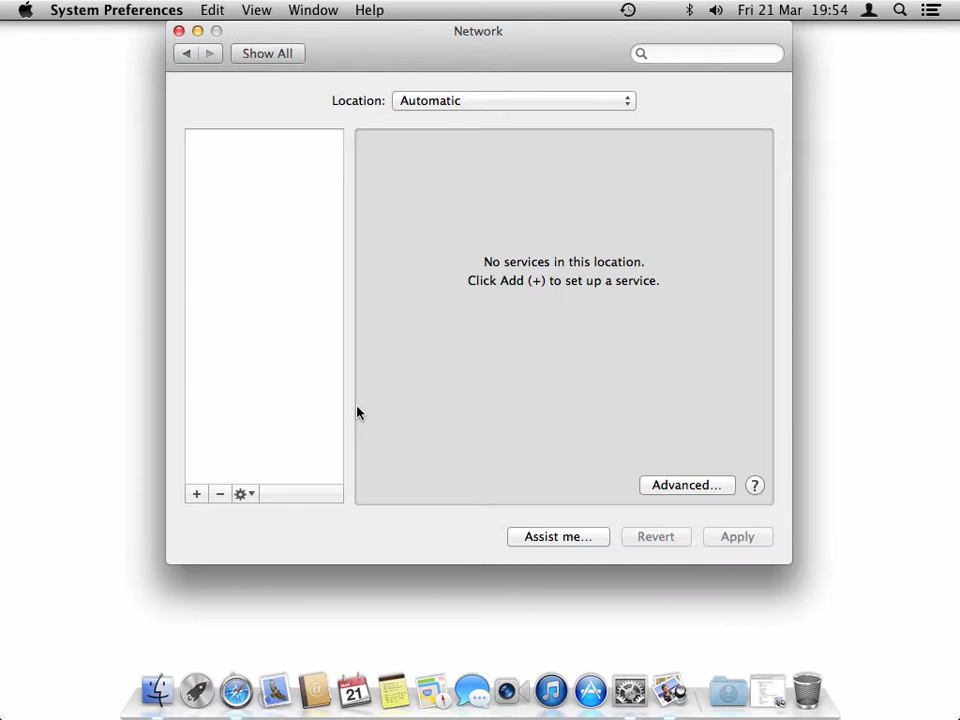 System Preferences Edit View Window Help Fri 21 Mar 19:54
Network
Show All
Location: Automatic
No services in this location.
Click Add (+) to set up a service.
+ −
Advanced... ?
Assist me... Revert Apply
21